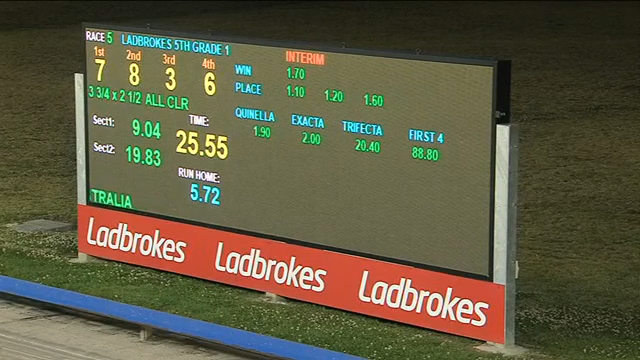 RACE 5 LADBROKES 5TH GRADE 1
1st 2nd 3rd 4th
7 8 3 6
3 3/4 x 2 1/2 ALL CLR
INTERIM
WIN 1.70
PLACE 1.10 1.20 1.60
QUINELLA EXACTA TRIFECTA FIRST 4
1.90 2.00 20.40 88.80
Sect1: 9.04
Sect2: 19.83
TIME:
25.55
RUN HOME:
5.72
TRALIA
Ladbrokes Ladbrokes Ladbrokes